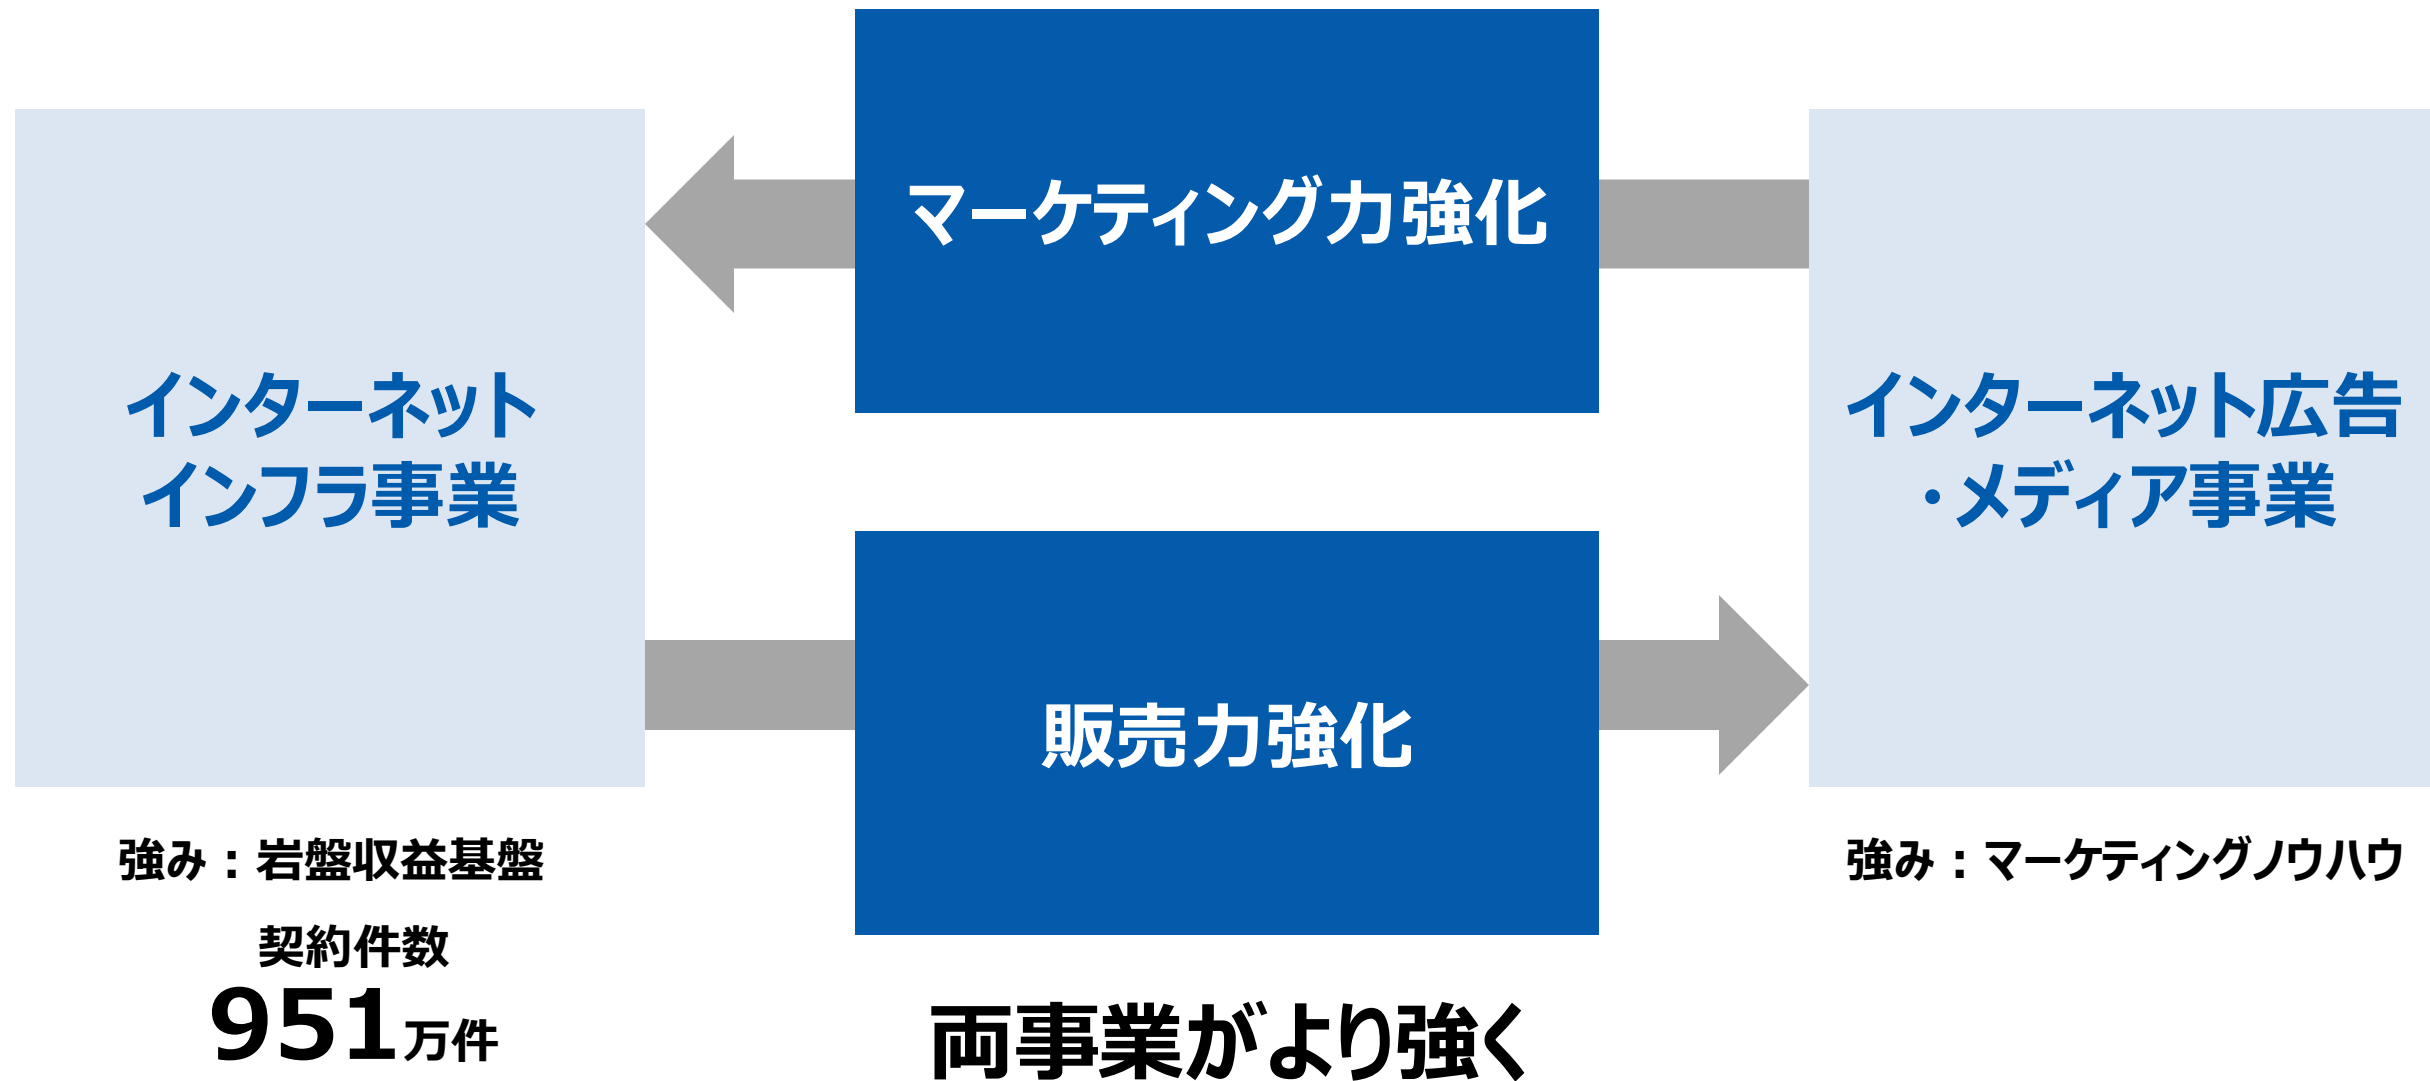 マーケティング力強化
インターネット
インフラ事業
インターネット広告
・メディア事業
販売力強化
強み：岩盤収益基盤
契約件数
951万件
強み：マーケティングノウハウ
両事業がより強く